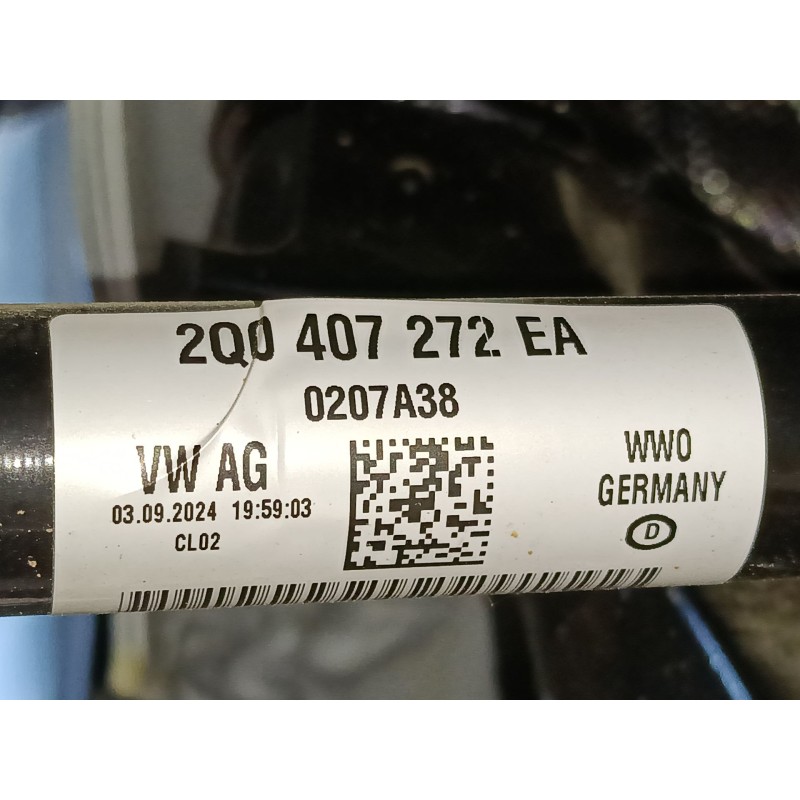 2Q0 407 272 EA
0207A38
VW AG
03.09.2024 19:59:03
CL02
WWO
GERMANY
D